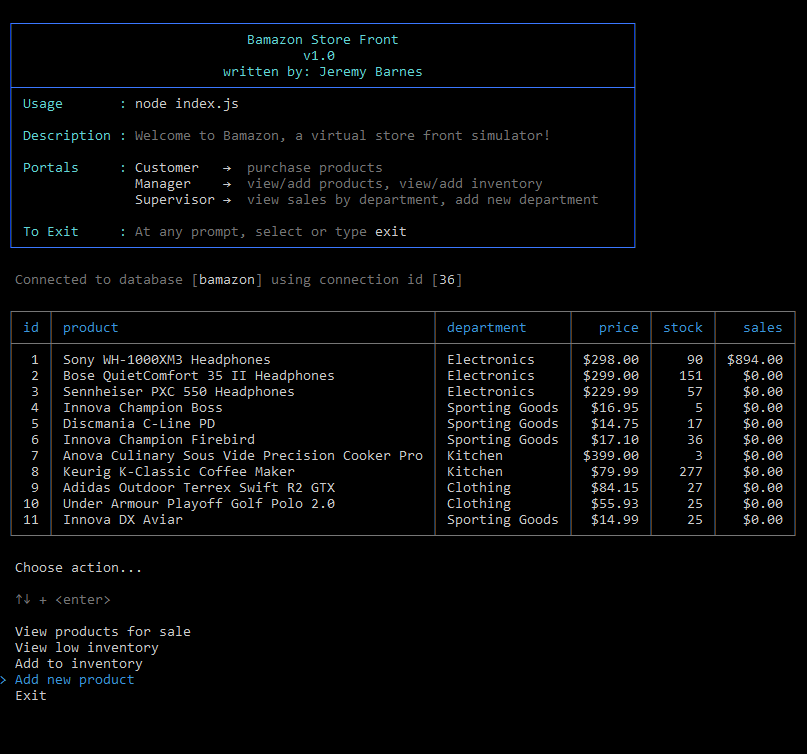 Bamazon Store Front
v1.0
written by: Jeremy Barnes
Usage : node index.js
Description : Welcome to Bamazon, a virtual store front simulator!
Portals : Customer → purchase products
Manager → view/add products, view/add inventory
Supervisor → view sales by department, add new department
To Exit : At any prompt, select or type exit
Connected to database [bamazon] using connection id [36]
id product department price stock sales
1 Sony WH-1000XM3 Headphones Electronics $298.00 90 $894.00
2 Bose QuietComfort 35 II Headphones Electronics $299.00 151 $0.00
3 Sennheiser PXC 550 Headphones Electronics $229.99 57 $0.00
4 Innova Champion Boss Sporting Goods $16.95 5 $0.00
5 Discmania C-Line PD Sporting Goods $14.75 17 $0.00
6 Innova Champion Firebird Sporting Goods $17.10 36 $0.00
7 Anova Culinary Sous Vide Precision Cooker Pro Kitchen $399.00 3 $0.00
8 Keurig K-Classic Coffee Maker Kitchen $79.99 277 $0.00
9 Adidas Outdoor Terrex Swift R2 GTX Clothing $84.15 27 $0.00
10 Under Armour Playoff Golf Polo 2.0 Clothing $55.93 25 $0.00
11 Innova DX Aviar Sporting Goods $14.99 25 $0.00
Choose action...
↑↓ + <enter>
View products for sale
View low inventory
Add to inventory
> Add new product
Exit